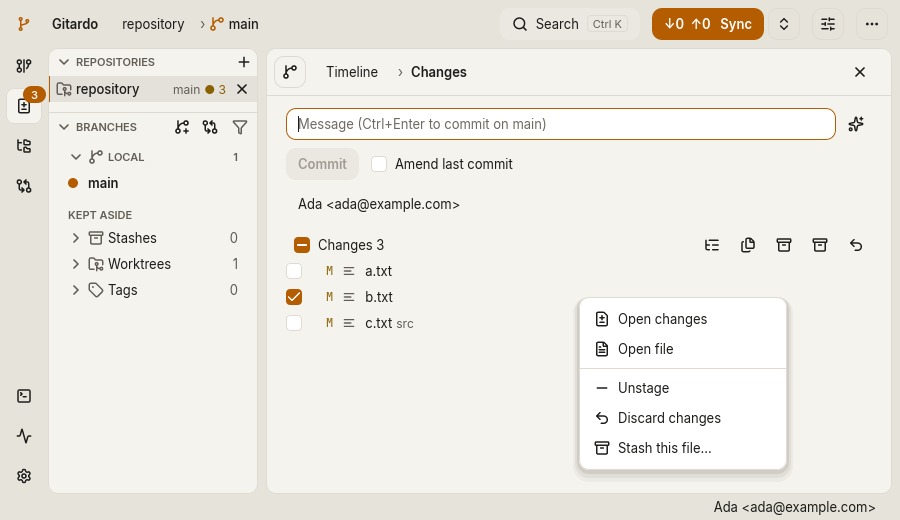 Gitardo repository › main Search Ctrl K ↓0 ↑0 Sync
REPOSITORIES
repository main 3
3
BRANCHES
LOCAL 1
main
KEPT ASIDE
Stashes 0
Worktrees 1
Tags 0
Timeline › Changes
Message (Ctrl+Enter to commit on main)
Commit Amend last commit
Ada <ada@example.com>
Changes 3
M a.txt
M b.txt
M c.txt src
Open changes
Open file
Unstage
Discard changes
Stash this file...
Ada <ada@example.com>